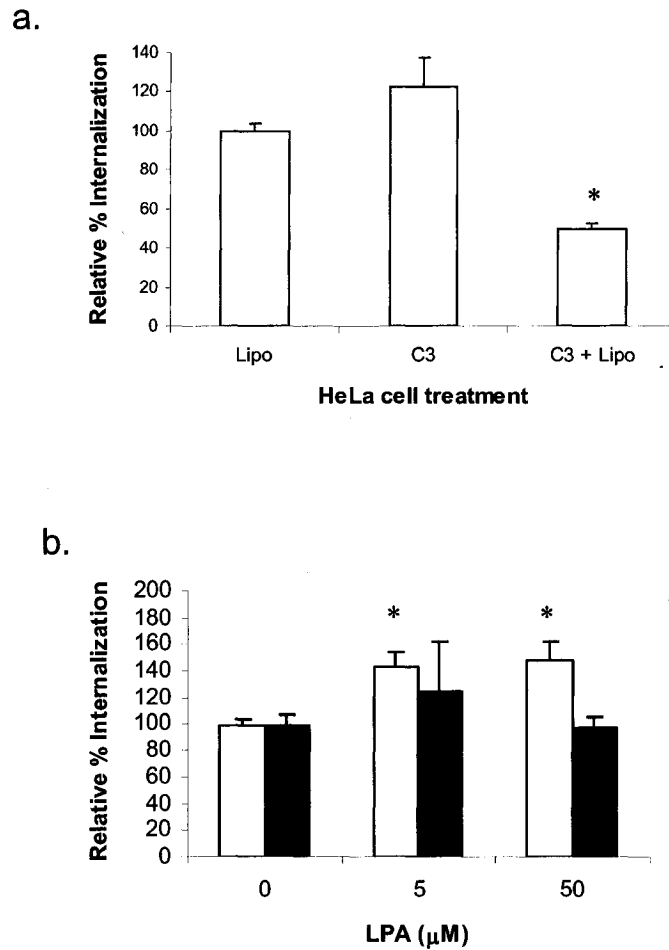 a.
Relative % Internalization
140
120
100
80
60
40
20
0
*
Lipo
C3
C3 + Lipo
HeLa cell treatment
b.
Relative % Internalization
200
180
160
140
120
100
80
60
40
20
0
*
*
0
5
50
LPA (μM)